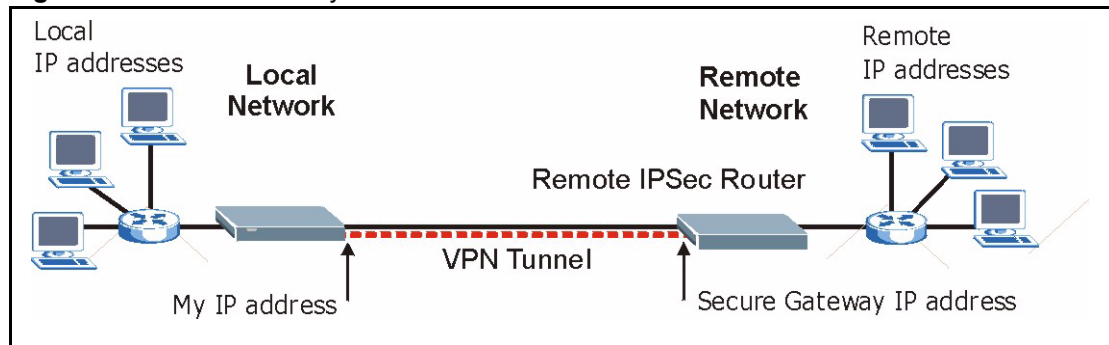 Local
IP addresses
Local
Network
Remote
Network
Remote
IP addresses
Remote IPSec Router
VPN Tunnel
My IP address
Secure Gateway IP address